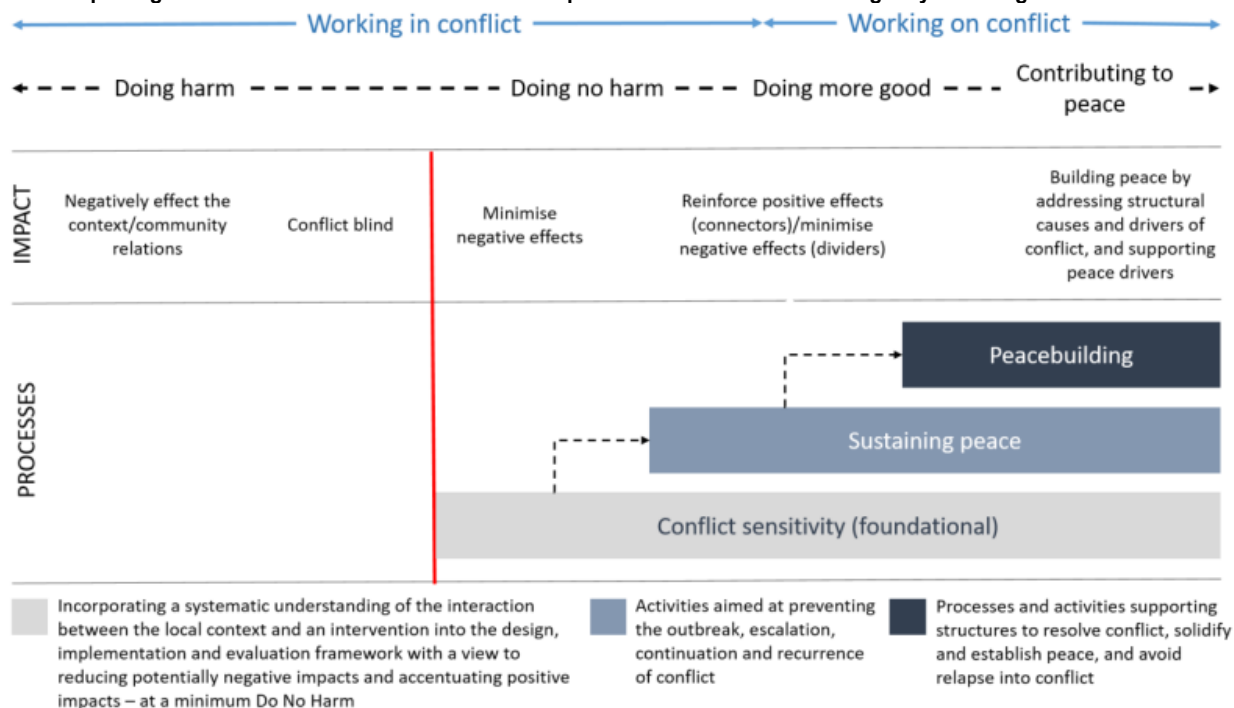 Working in conflict
Working on conflict
Doing harm
Doing no harm
Doing more good
Contributing to
peace
IMPACT
Negatively effect the
context/community
relations
Conflict blind
Minimise
negative effects
Reinforce positive effects
(connectors)/minimise
negative effects (dividers)
Building peace by
addressing structural
causes and drivers of
conflict, and supporting
peace drivers
PROCESSES
Peacebuilding
Sustaining peace
Conflict sensitivity (foundational)
Incorporating a systematic understanding of the interaction
between the local context and an intervention into the design,
implementation and evaluation framework with a view to
reducing potentially negative impacts and accentuating positive
impacts – at a minimum Do No Harm
Activities aimed at preventing
the outbreak, escalation,
continuation and recurrence
of conflict
Processes and activities supporting
structures to resolve conflict, solidify
and establish peace, and avoid
relapse into conflict